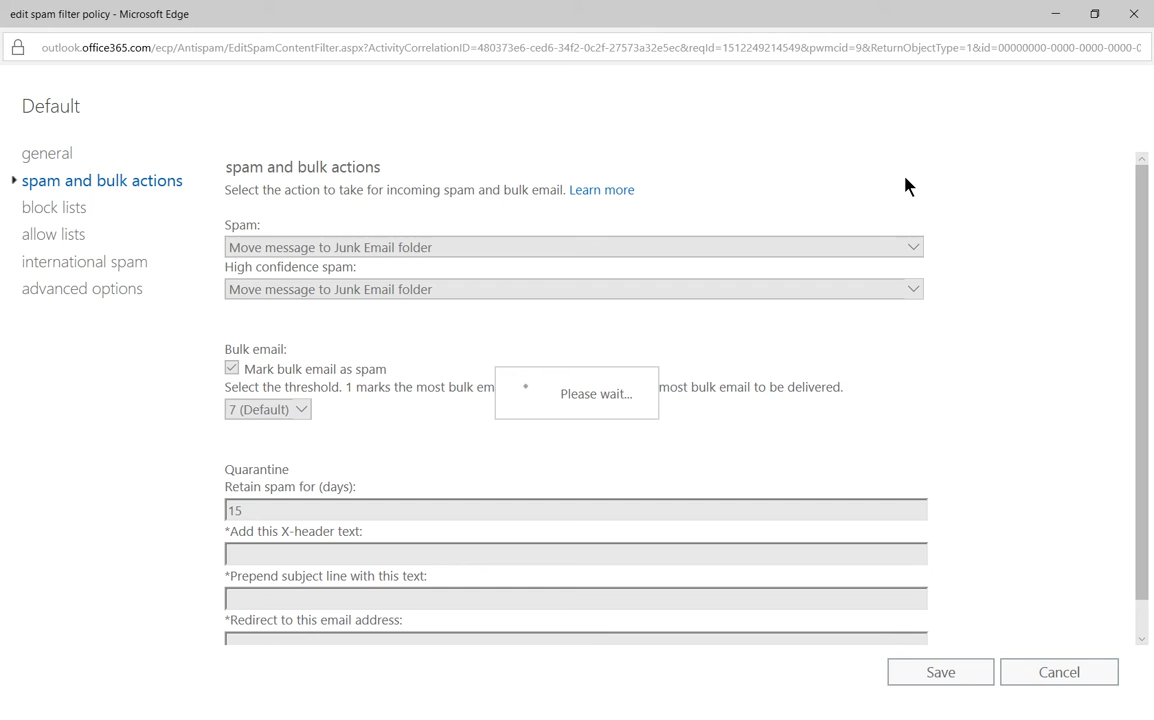 edit spam filter policy - Microsoft Edge
outlook.office365.com/ecp/Antispam/EditSpamContentFilter.aspx?ActivityCorrelationID=480373e6-ced6-34f2-0c2f-27573a32e5ec&reqId=1512249214549&pwmcid=9&ReturnObjectType=1&id=00000000-0000-0000-0000-0
Default
general
spam and bulk actions
block lists
allow lists
international spam
advanced options
spam and bulk actions
Select the action to take for incoming spam and bulk email. Learn more
Spam:
Move message to Junk Email folder
High confidence spam:
Move message to Junk Email folder
Bulk email:
Mark bulk email as spam
Select the threshold. 1 marks the most bulk em most bulk email to be delivered.
Please wait...
7 (Default)
Quarantine
Retain spam for (days):
15
*Add this X-header text:
*Prepend subject line with this text:
*Redirect to this email address:
Save Cancel